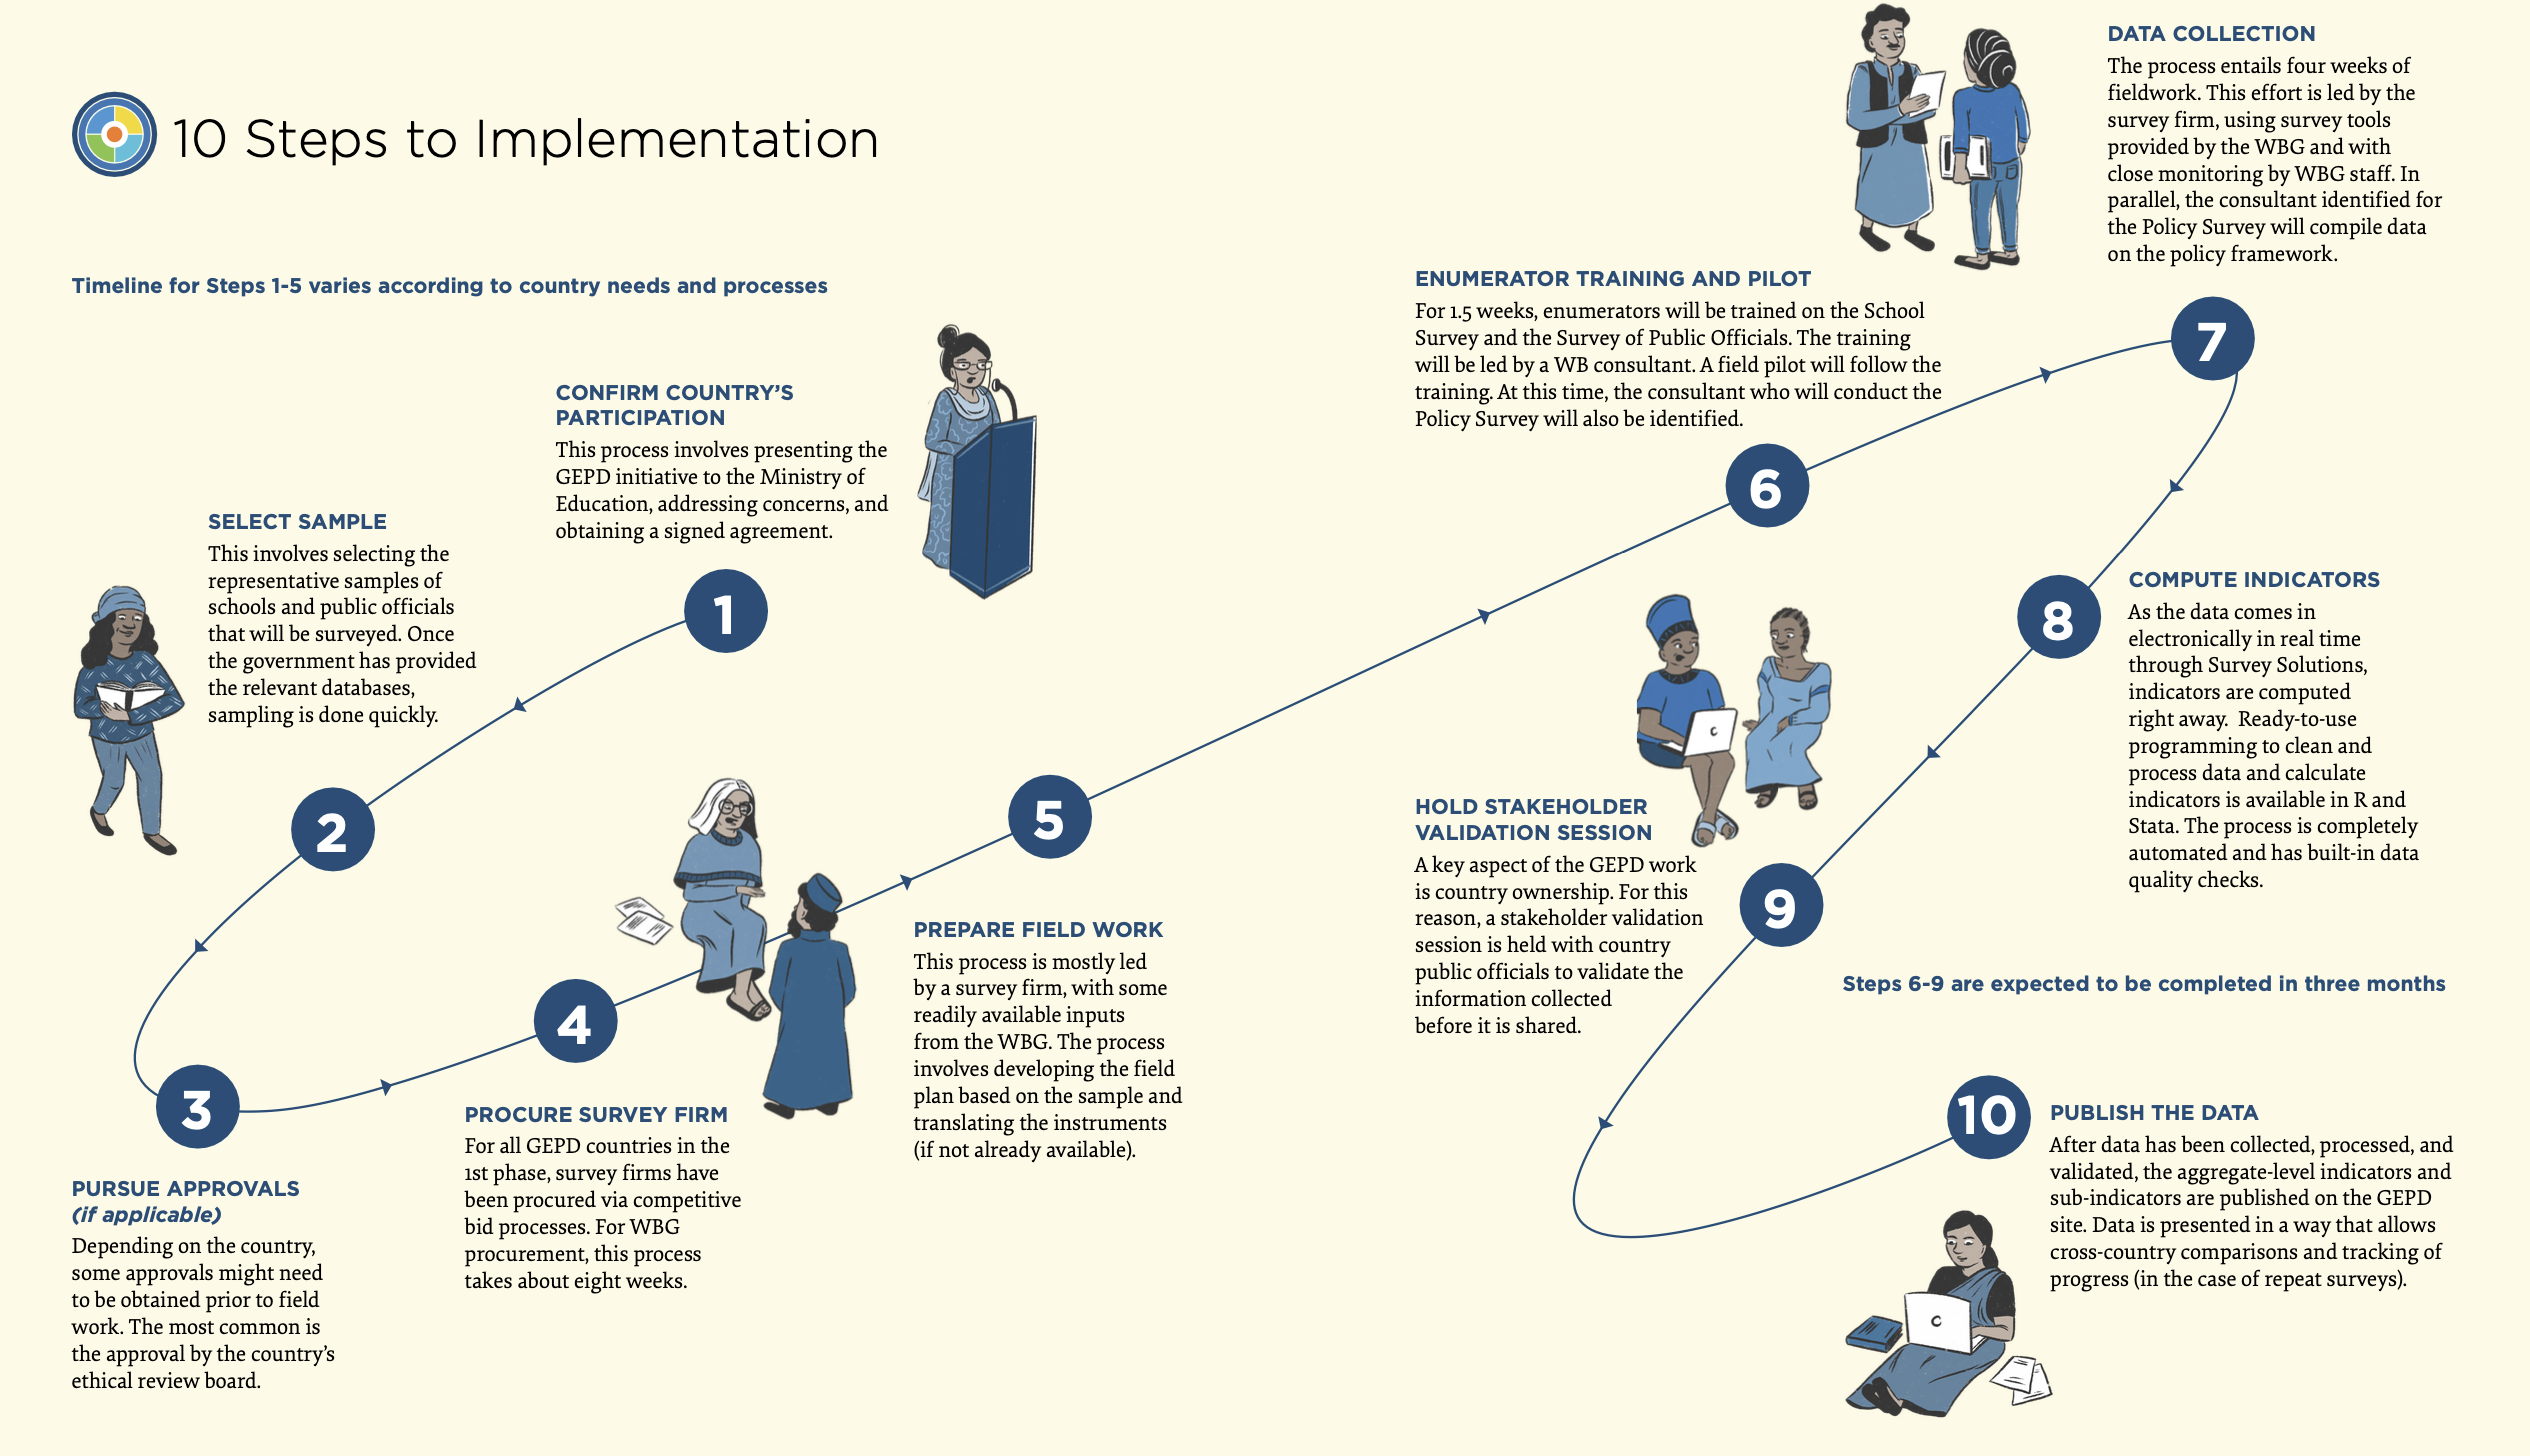 10 Steps to Implementation
Timeline for Steps 1-5 varies according to country needs and processes
1
CONFIRM COUNTRY'S
PARTICIPATION
This process involves presenting the
GEPD initiative to the Ministry of
Education, addressing concerns, and
obtaining a signed agreement.
2
SELECT SAMPLE
This involves selecting the
representative samples of
schools and public officials
that will be surveyed. Once
the government has provided
the relevant databases,
sampling is done quickly.
3
PURSUE APPROVALS
(if applicable)
Depending on the country,
some approvals might need
to be obtained prior to field
work. The most common is
the approval by the country's
ethical review board.
4
PROCURE SURVEY FIRM
For all GEPD countries in the
1st phase, survey firms have
been procured via competitive
bid processes. For WBG
procurement, this process
takes about eight weeks.
5
PREPARE FIELD WORK
This process is mostly led
by a survey firm, with some
readily available inputs
from the WBG. The process
involves developing the field
plan based on the sample and
translating the instruments
(if not already available).
6
ENUMERATOR TRAINING AND PILOT
For 1.5 weeks, enumerators will be trained on the School
Survey and the Survey of Public Officials. The training
will be led by a WB consultant. A field pilot will follow the
training. At this time, the consultant who will conduct the
Policy Survey will also be identified.
7
DATA COLLECTION
The process entails four weeks of
fieldwork. This effort is led by the
survey firm, using survey tools
provided by the WBG and with
close monitoring by WBG staff. In
parallel, the consultant identified for
the Policy Survey will compile data
on the policy framework.
8
COMPUTE INDICATORS
As the data comes in
electronically in real time
through Survey Solutions,
indicators are computed
right away. Ready-to-use
programming to clean and
process data and calculate
indicators is available in R and
Stata. The process is completely
automated and has built-in data
quality checks.
9
HOLD STAKEHOLDER
VALIDATION SESSION
A key aspect of the GEPD work
is country ownership. For this
reason, a stakeholder validation
session is held with country
public officials to validate the
information collected
before it is shared.
Steps 6-9 are expected to be completed in three months
10
PUBLISH THE DATA
After data has been collected, processed, and
validated, the aggregate-level indicators and
sub-indicators are published on the GEPD
site. Data is presented in a way that allows
cross-country comparisons and tracking of
progress (in the case of repeat surveys).